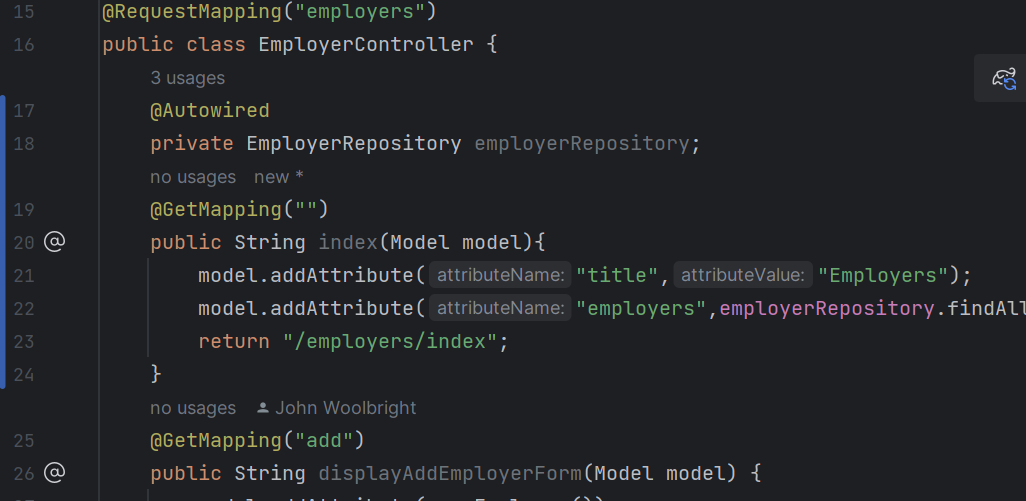 15 @RequestMapping("employers")
16 public class EmployerController {
3 usages
17 @Autowired
18 private EmployerRepository employerRepository;
no usages new *
19 @GetMapping("")
20 public String index(Model model){
21 model.addAttribute( attributeName: "title", attributeValue: "Employers");
22 model.addAttribute( attributeName: "employers",employerRepository.findAll
23 return "/employers/index";
24 }
no usages John Woolbright
25 @GetMapping("add")
26 public String displayAddEmployerForm(Model model) {